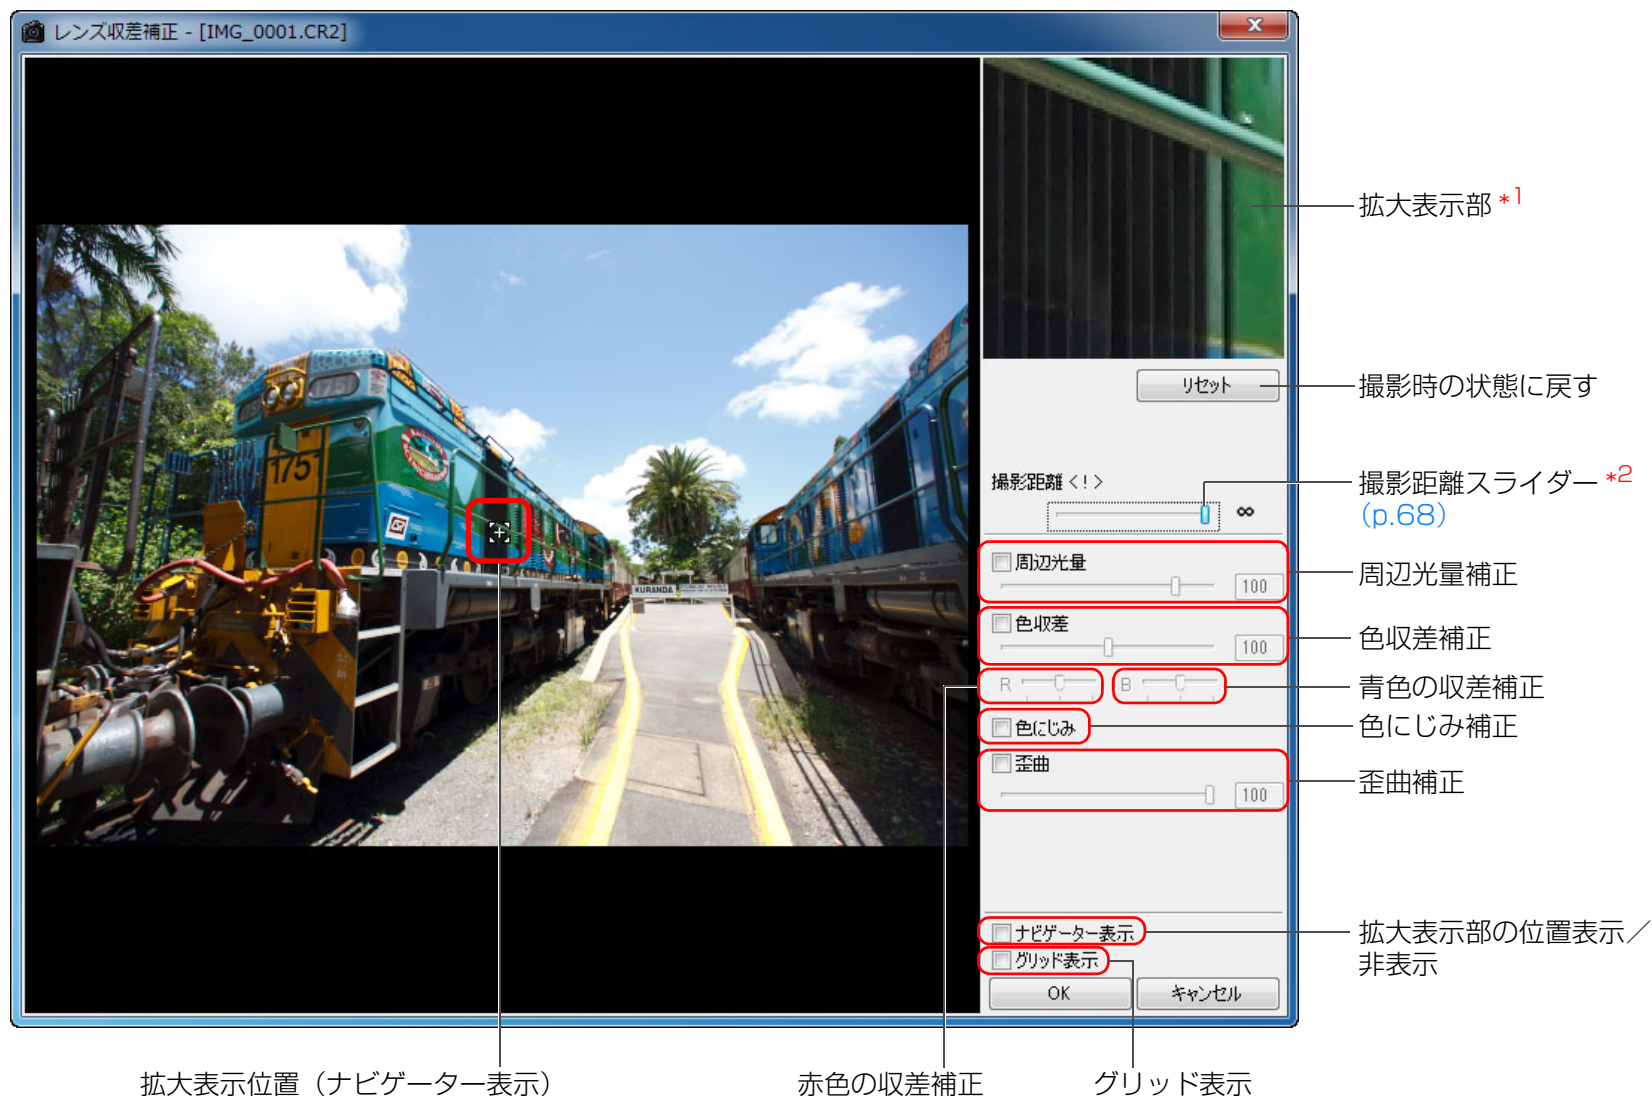 レンズ収差補正 - [IMG_0001.CR2]
拡大表示部 *1
リセット
撮影時の状態に戻す
撮影距離 <!>
∞
撮影距離スライダー *2
（p.68）
周辺光量
100
周辺光量補正
色収差
100
色収差補正
R
B
青色の収差補正
色にじみ
色にじみ補正
歪曲
100
歪曲補正
ナビゲーター表示
拡大表示部の位置表示／
非表示
グリッド表示
OK
キャンセル
拡大表示位置（ナビゲーター表示）
赤色の収差補正
グリッド表示
175
KURANDA